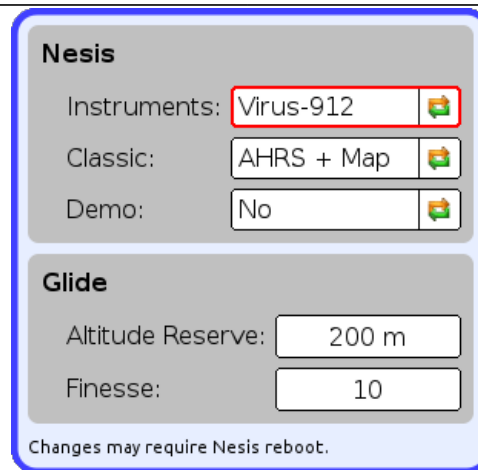 Nesis
Instruments: Virus-912
Classic: AHRS + Map
Demo: No
Glide
Altitude Reserve: 200 m
Finesse: 10
Changes may require Nesis reboot.